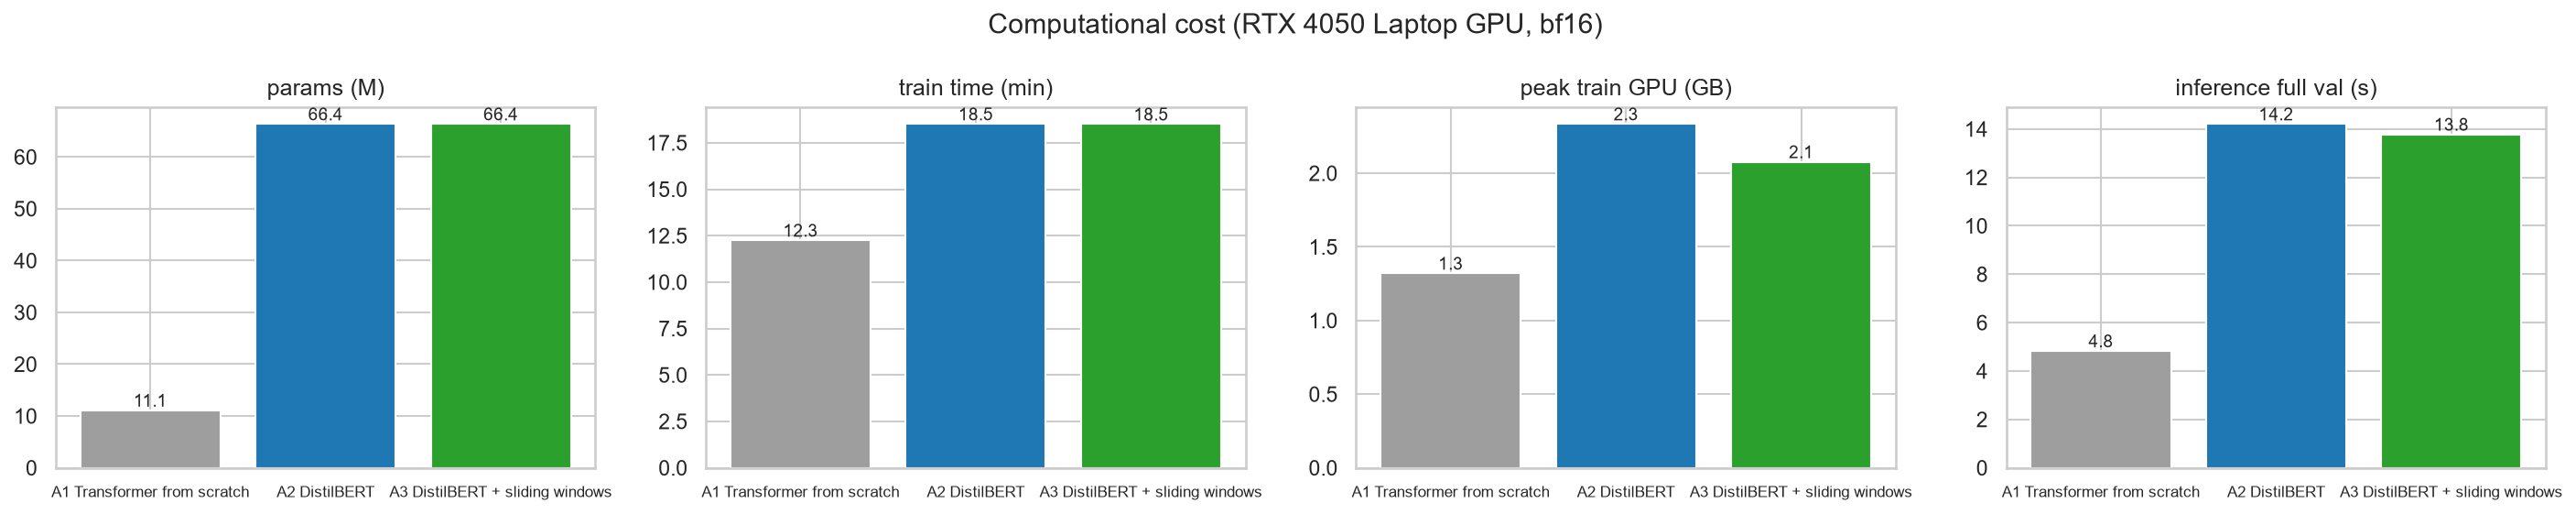 Computational cost (RTX 4050 Laptop GPU, bf16)
params (M)
60
50
40
30
20
10
0
11.1
66.4
66.4
A1 Transformer from scratch
A2 DistilBERT
A3 DistilBERT + sliding windows
train time (min)
17.5
15.0
12.5
10.0
7.5
5.0
2.5
0.0
12.3
18.5
18.5
A1 Transformer from scratch
A2 DistilBERT
A3 DistilBERT + sliding windows
peak train GPU (GB)
2.0
1.5
1.0
0.5
0.0
1.3
2.3
2.1
A1 Transformer from scratch
A2 DistilBERT
A3 DistilBERT + sliding windows
inference full val (s)
14
12
10
8
6
4
2
0
4.8
14.2
13.8
A1 Transformer from scratch
A2 DistilBERT
A3 DistilBERT + sliding windows